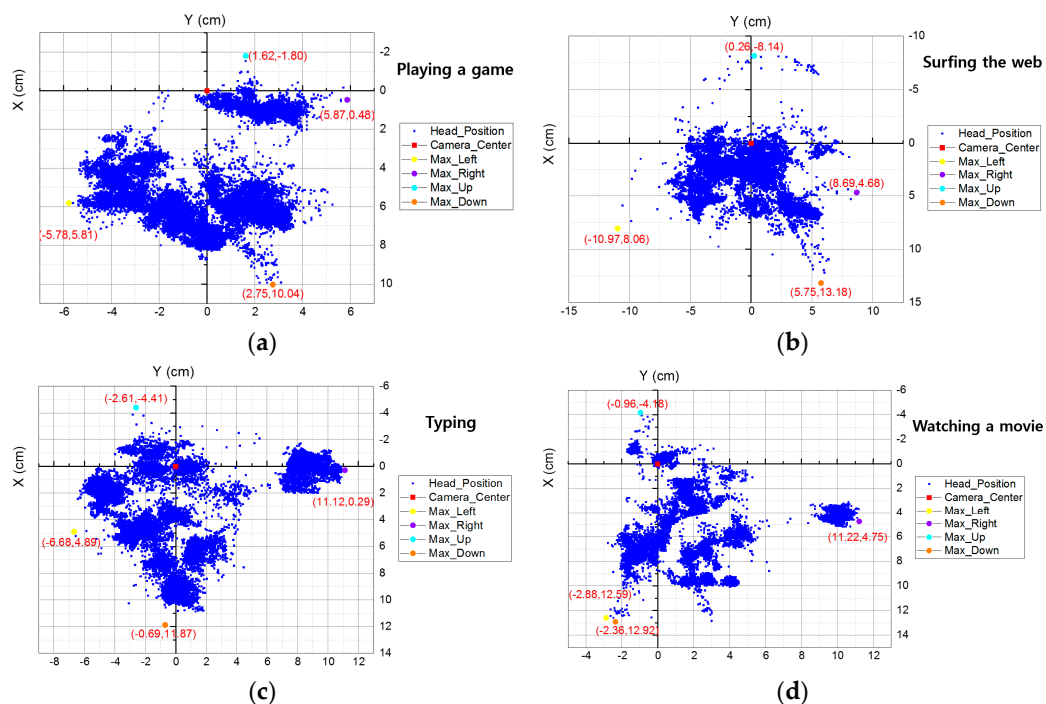 Y (cm)
X (cm)
-2
0
2
4
6
8
10
-6
-4
-2
0
2
4
6
(1.62,-1.80)
(5.87,0.48)
(-5.78,5.81)
(2.75,10.04)
Playing a game
Head_Position
Camera_Center
Max_Left
Max_Right
Max_Up
Max_Down
(a)
Y (cm)
X (cm)
-10
-5
0
5
10
15
-15
-10
-5
0
5
10
(0.26,-8.14)
(8.69,4.68)
(-10.97,8.06)
(5.75,13.18)
Surfing the web
Head_Position
Camera_Center
Max_Left
Max_Right
Max_Up
Max_Down
(b)
Y (cm)
X (cm)
-6
-4
-2
0
2
4
6
8
10
12
14
-8
-6
-4
-2
0
2
4
6
8
10
12
(-2.61,-4.41)
(11.12,0.29)
(-6.68,4.89)
(-0.69,11.87)
Typing
Head_Position
Camera_Center
Max_Left
Max_Right
Max_Up
Max_Down
(c)
Y (cm)
X (cm)
-6
-4
-2
0
2
4
6
8
10
12
14
-4
-2
0
2
4
6
8
10
12
(-0.96,-4.18)
(11.22,4.75)
(-2.88,12.59)
(-2.36,12.92)
Watching a movie
Head_Position
Camera_Center
Max_Left
Max_Right
Max_Up
Max_Down
(d)